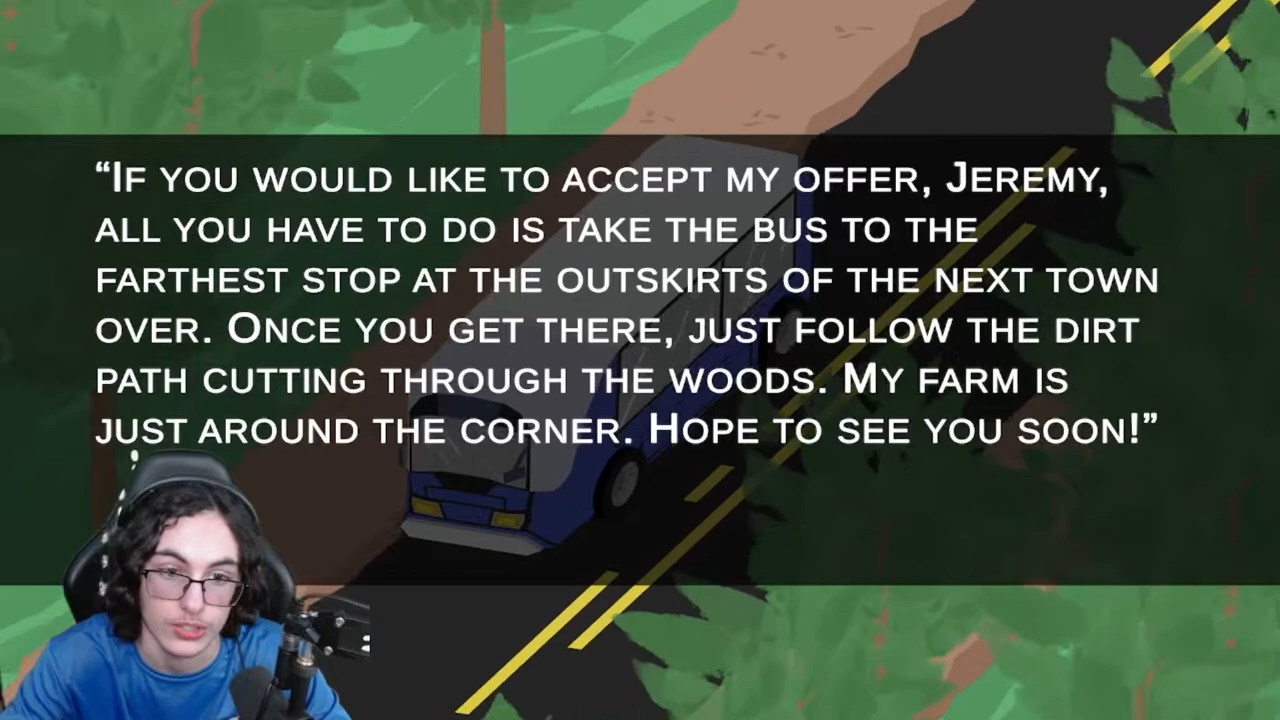 “If you would like to accept my offer, Jeremy,
all you have to do is take the bus to the
farthest stop at the outskirts of the next town
over. Once you get there, just follow the dirt
path cutting through the woods. My farm is
just around the corner. Hope to see you soon!”